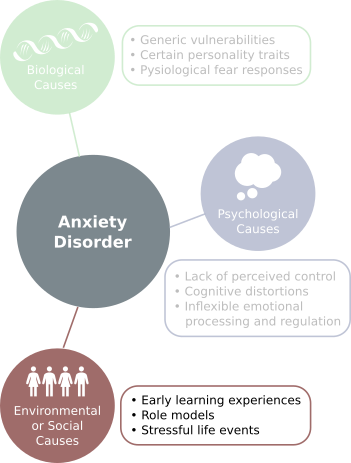 Biological
Causes
• Generic vulnerabilities
• Certain personality traits
• Pysiological fear responses
Anxiety
Disorder
Psychological
Causes
• Lack of perceived control
• Cognitive distortions
• Inflexible emotional
processing and regulation
Environmental
or Social
Causes
• Early learning experiences
• Role models
• Stressful life events